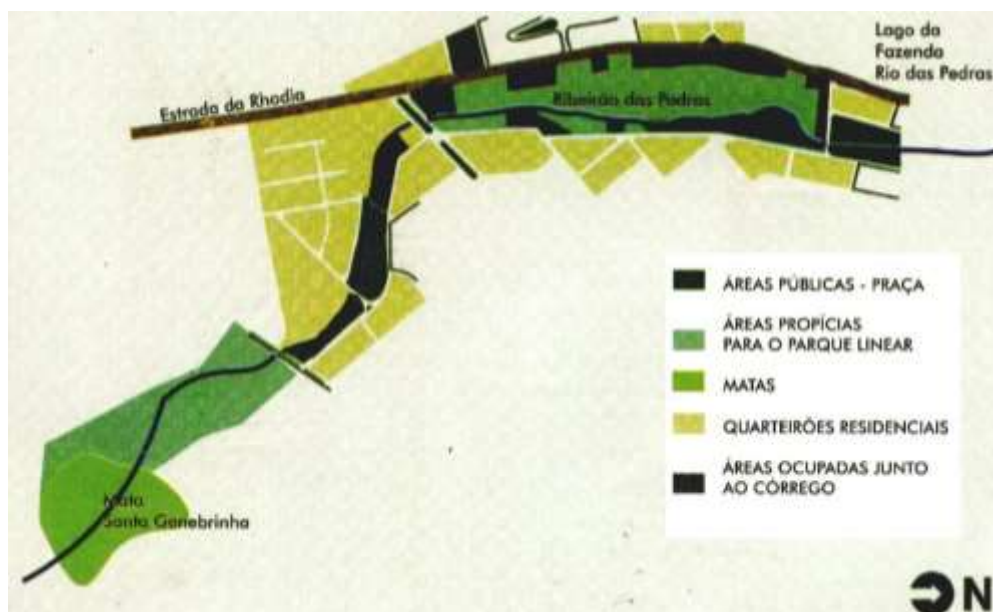 Lago da
Fazenda
Rio das Pedras
Estrada da Rhodia
Ribeirão das Pedras
ÁREAS PÚBLICAS - PRAÇA
ÁREAS PROPÍCIAS
PARA O PARQUE LINEAR
MATAS
QUARTEIRÕES RESIDENCIAIS
ÁREAS OCUPADAS JUNTO
AO CÓRREGO
Mata
Santa Genebrinha
N